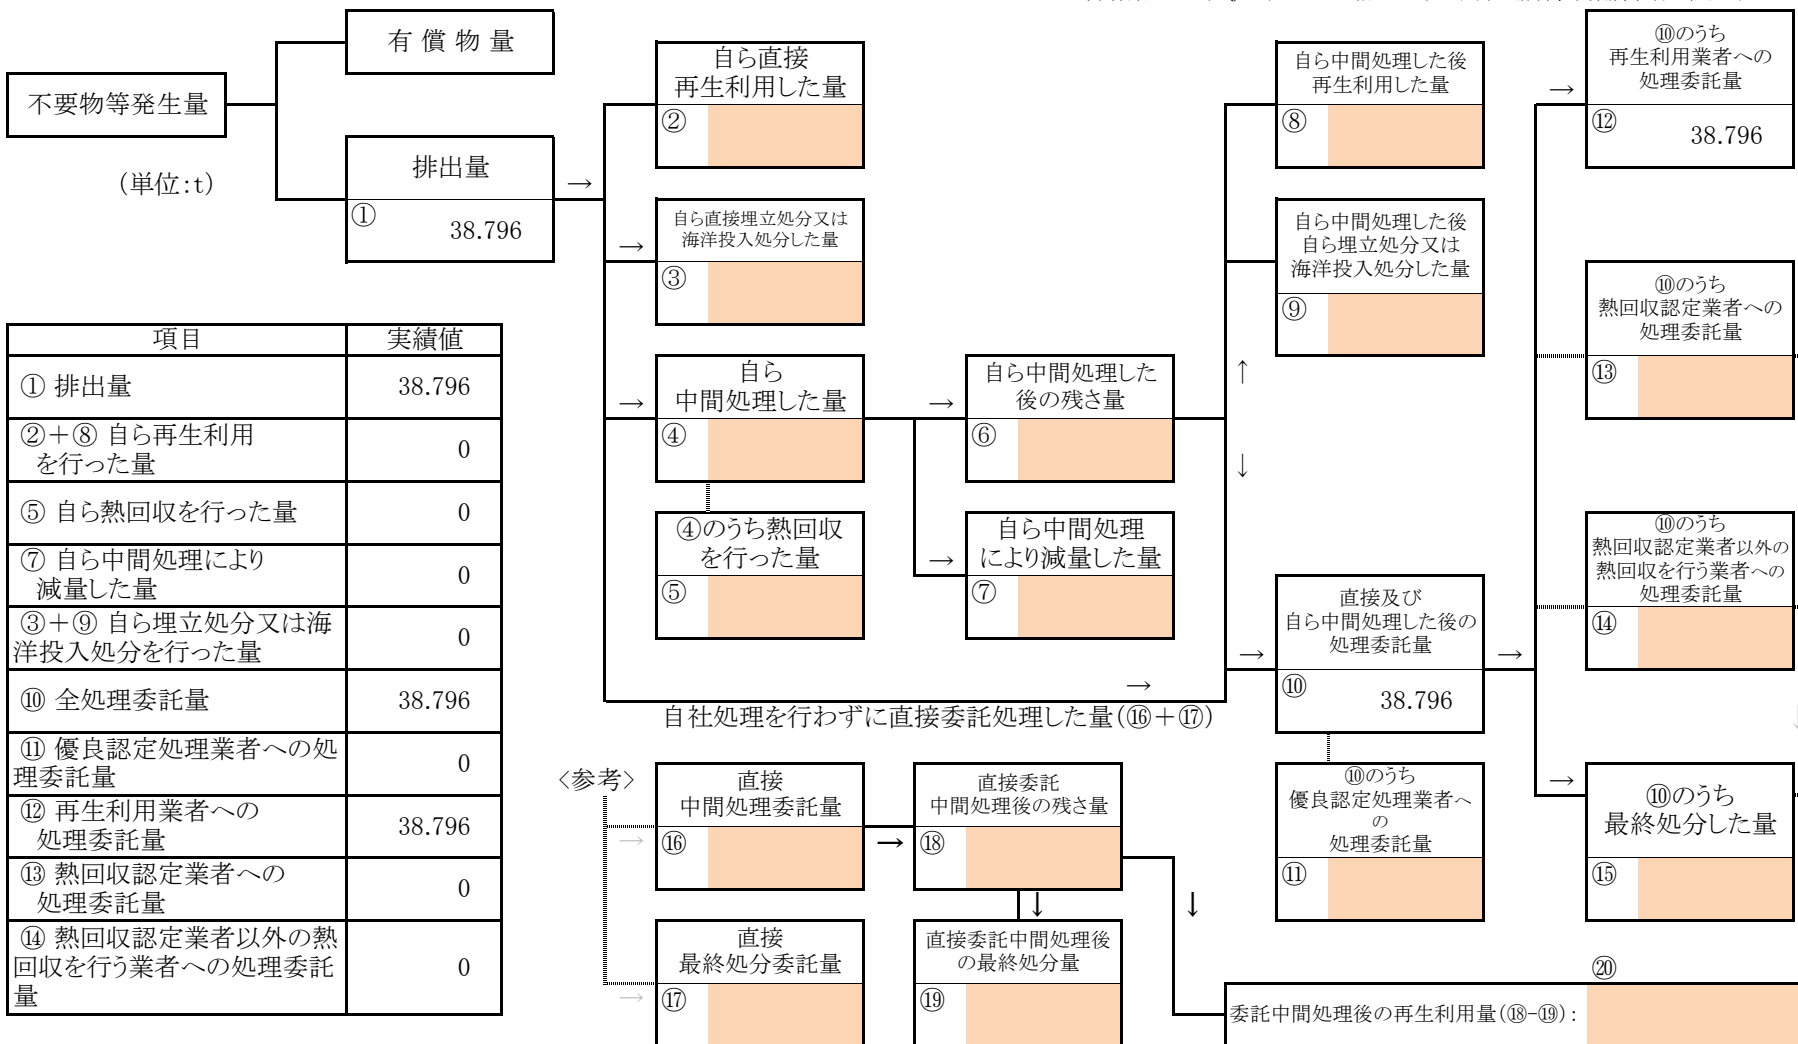 不要物等発生量
(単位:t)
有 償 物 量
排出量
①
38.796
→
自ら直接
再生利用した量
②
→
自ら直接埋立処分又は
海洋投入処分した量
③
→
自ら
中間処理した量
④
④のうち熱回収
を行った量
⑤
→
自ら中間処理した
後の残さ量
⑥
→
自ら中間処理
により減量した量
⑦
自ら中間処理した後
再生利用した量
⑧
自ら中間処理した後
自ら埋立処分又は
海洋投入処分した量
⑨
↑
↓
→
自社処理を行わずに直接委託処理した量(⑯+⑰)
→
直接及び
自ら中間処理した後の
処理委託量
⑩
38.796
→
⑩のうち
優良認定処理業者へ
の
処理委託量
⑪
→
⑩のうち
再生利用業者への
処理委託量
⑫
38.796
⑩のうち
熱回収認定業者への
処理委託量
⑬
⑩のうち
熱回収認定業者以外の
熱回収を行う業者への
処理委託量
⑭
→
⑩のうち
最終処分した量
⑮
項目 実績値
① 排出量 38.796
②+⑧ 自ら再生利用
を行った量 0
⑤ 自ら熱回収を行った量 0
⑦ 自ら中間処理により
減量した量 0
③+⑨ 自ら埋立処分又は海
洋投入処分を行った量 0
⑩ 全処理委託量 38.796
⑪ 優良認定処理業者への処
理委託量 0
⑫ 再生利用業者への
処理委託量 38.796
⑬ 熱回収認定業者への
処理委託量 0
⑭ 熱回収認定業者以外の熱
回収を行う業者への処理委託
量 0
<参考>
→
直接
中間処理委託量
⑯
→
直接委託
中間処理後の残さ量
⑱
↓
↓
→
直接
最終処分委託量
⑰
直接委託中間処理後
の最終処分量
⑲
⑳
委託中間処理後の再生利用量(⑱-⑲):